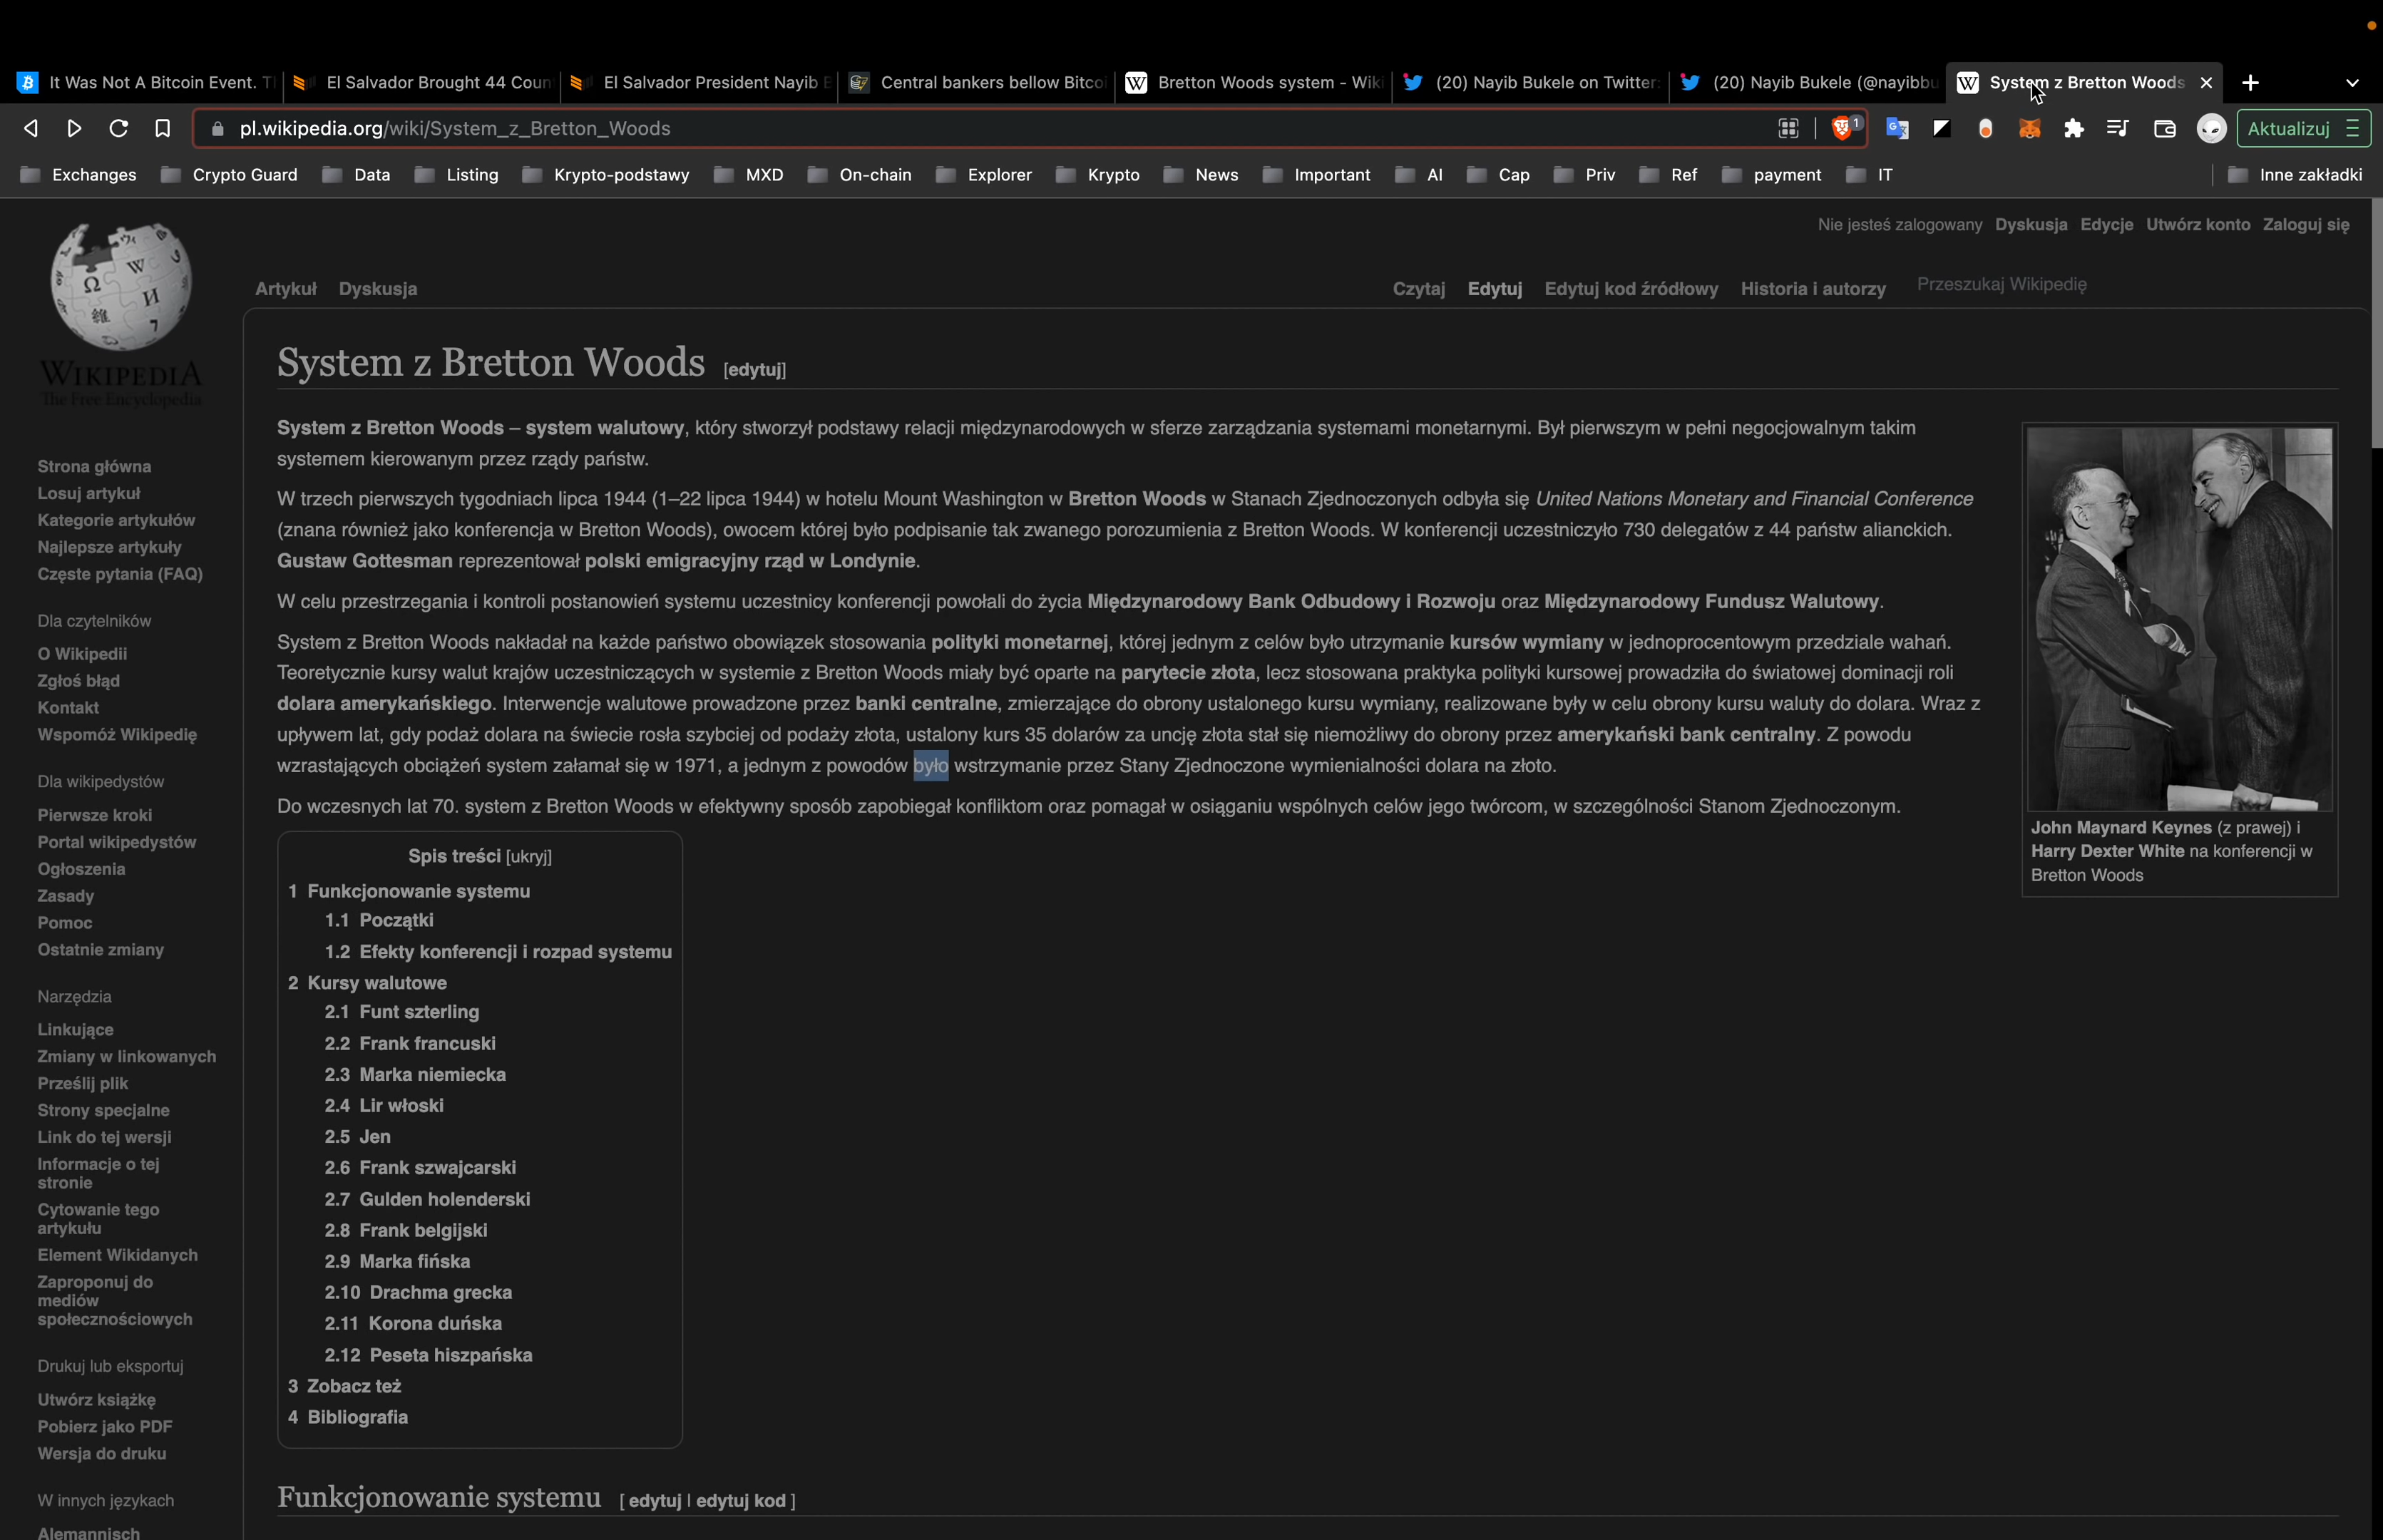 It Was Not A Bitcoin Event. T
El Salvador Brought 44 Coun
El Salvador President Nayib B
Central bankers bellow Bitco
Bretton Woods system - Wiki
(20) Nayib Bukele on Twitter:
(20) Nayib Bukele (@nayibbu
System z Bretton Woods
pl.wikipedia.org/wiki/System_z_Bretton_Woods
1
Aktualizuj
Exchanges
Crypto Guard
Data
Listing
Krypto-podstawy
MXD
On-chain
Explorer
Krypto
News
Important
AI
Cap
Priv
Ref
payment
IT
Inne zakładki
Nie jesteś zalogowany Dyskusja Edycje Utwórz konto Zaloguj się
Artykuł Dyskusja
Czytaj Edytuj Edytuj kod źródłowy Historia i autorzy Przeszukaj Wikipedię
WIKIPEDIA
The Free Encyclopedia
Strona główna
Losuj artykuł
Kategorie artykułów
Najlepsze artykuły
Częste pytania (FAQ)
Dla czytelników
O Wikipedii
Zgłoś błąd
Kontakt
Wspomóż Wikipedię
Dla wikipedystów
Pierwsze kroki
Portal wikipedystów
Ogłoszenia
Zasady
Pomoc
Ostatnie zmiany
Narzędzia
Linkujące
Zmiany w linkowanych
Prześlij plik
Strony specjalne
Link do tej wersji
Informacje o tej
stronie
Cytowanie tego
artykułu
Element Wikidanych
Zaproponuj do
mediów
społecznościowych
Drukuj lub eksportuj
Utwórz książkę
Pobierz jako PDF
Wersja do druku
W innych językach
Alemannisch
System z Bretton Woods [edytuj]
System z Bretton Woods – system walutowy, który stworzył podstawy relacji międzynarodowych w sferze zarządzania systemami monetarnymi. Był pierwszym w pełni negocjowalnym takim
systemem kierowanym przez rządy państw.
W trzech pierwszych tygodniach lipca 1944 (1–22 lipca 1944) w hotelu Mount Washington w Bretton Woods w Stanach Zjednoczonych odbyła się United Nations Monetary and Financial Conference
(znana również jako konferencja w Bretton Woods), owocem której było podpisanie tak zwanego porozumienia z Bretton Woods. W konferencji uczestniczyło 730 delegatów z 44 państw alianckich.
Gustaw Gottesman reprezentował polski emigracyjny rząd w Londynie.
W celu przestrzegania i kontroli postanowień systemu uczestnicy konferencji powołali do życia Międzynarodowy Bank Odbudowy i Rozwoju oraz Międzynarodowy Fundusz Walutowy.
System z Bretton Woods nakładał na każde państwo obowiązek stosowania polityki monetarnej, której jednym z celów było utrzymanie kursów wymiany w jednoprocentowym przedziale wahań.
Teoretycznie kursy walut krajów uczestniczących w systemie z Bretton Woods miały być oparte na parytecie złota, lecz stosowana praktyka polityki kursowej prowadziła do światowej dominacji roli
dolara amerykańskiego. Interwencje walutowe prowadzone przez banki centralne, zmierzające do obrony ustalonego kursu wymiany, realizowane były w celu obrony kursu waluty do dolara. Wraz z
upływem lat, gdy podaż dolara na świecie rosła szybciej od podaży złota, ustalony kurs 35 dolarów za uncję złota stał się niemożliwy do obrony przez amerykański bank centralny. Z powodu
wzrastających obciążeń system załamał się w 1971, a jednym z powodów było wstrzymanie przez Stany Zjednoczone wymienialności dolara na złoto.
Do wczesnych lat 70. system z Bretton Woods w efektywny sposób zapobiegał konfliktom oraz pomagał w osiąganiu wspólnych celów jego twórcom, w szczególności Stanom Zjednoczonym.
John Maynard Keynes (z prawej) i
Harry Dexter White na konferencji w
Bretton Woods
Spis treści [ukryj]
1 Funkcjonowanie systemu
1.1 Początki
1.2 Efekty konferencji i rozpad systemu
2 Kursy walutowe
2.1 Funt szterling
2.2 Frank francuski
2.3 Marka niemiecka
2.4 Lir włoski
2.5 Jen
2.6 Frank szwajcarski
2.7 Gulden holenderski
2.8 Frank belgijski
2.9 Marka fińska
2.10 Drachma grecka
2.11 Korona duńska
2.12 Peseta hiszpańska
3 Zobacz też
4 Bibliografia
Funkcjonowanie systemu [ edytuj | edytuj kod ]